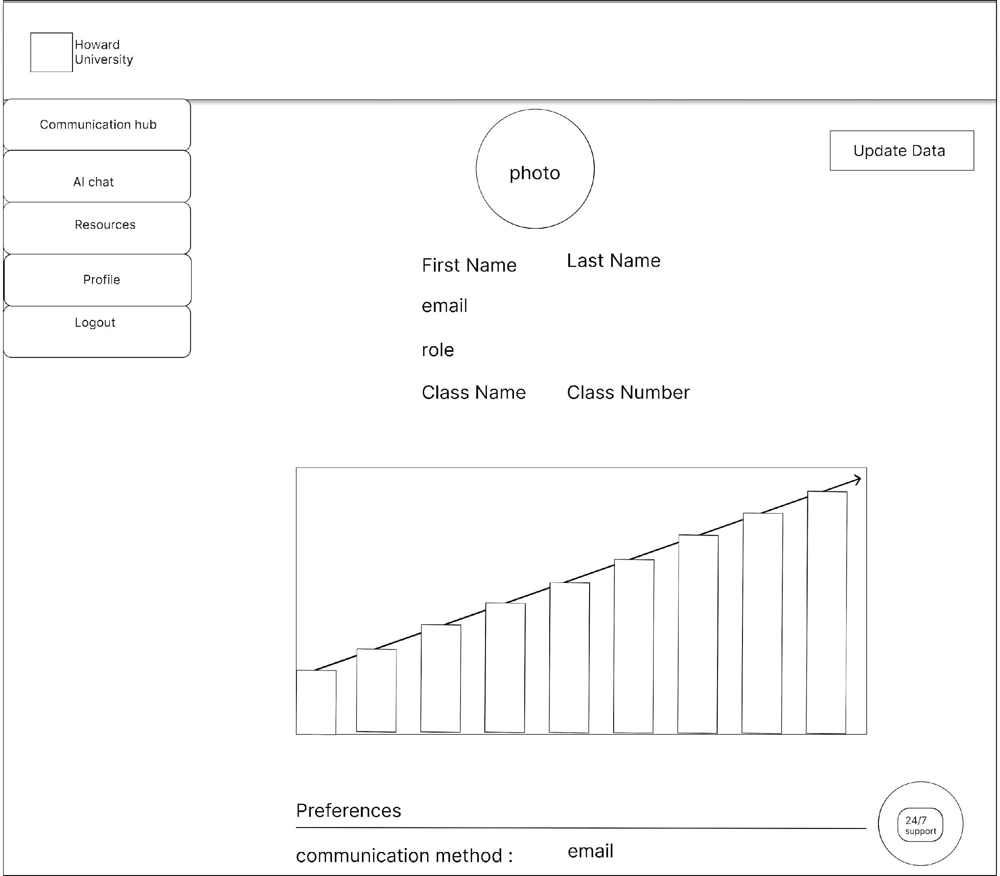 Howard
University
Communication hub
AI chat
Resources
Profile
Logout
photo
Update Data
First Name
Last Name
email
role
Class Name
Class Number
Preferences
communication method :
email
24/7
support